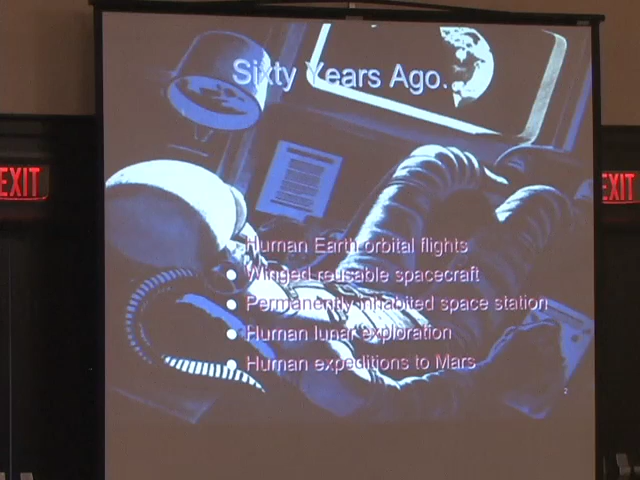 Sixty Years Ago.
EXIT
EXIT
Human Earth orbital flights
Winged reusable spacecraft
Permanently inhabited space station
Human lunar exploration
Human expeditions to Mars
2